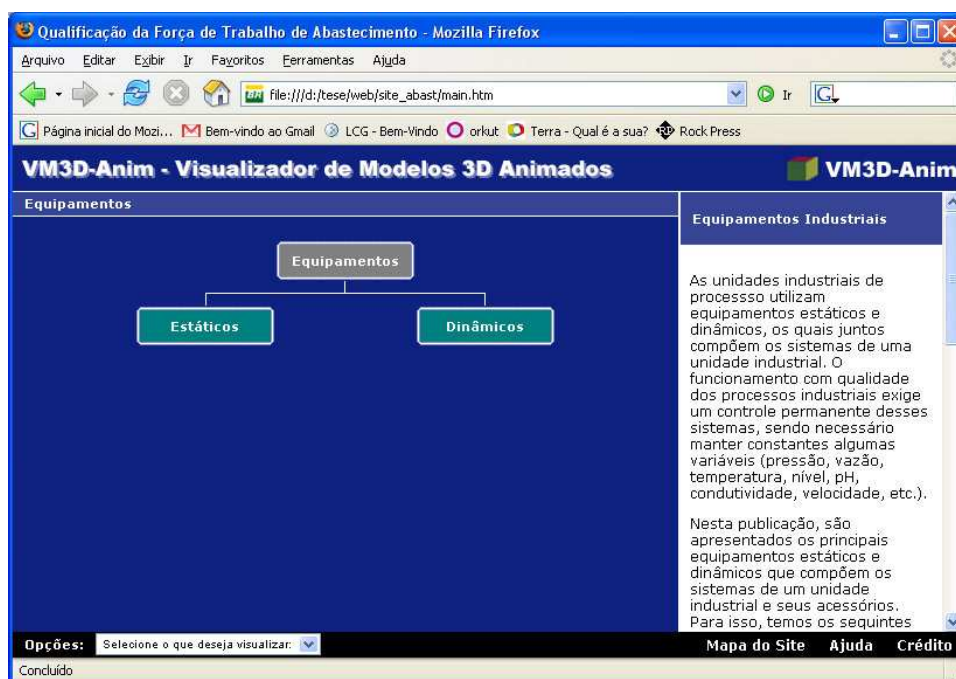 Qualificação da Força de Trabalho de Abastecimento - Mozilla Firefox
Arquivo Editar Exibir Ir Favoritos Ferramentas Ajuda
file:///d:/tese/web/site_abast/main.htm Ir G
G Página inicial do Mozi... Bem-vindo ao Gmail LCG - Bem-Vindo orkut Terra - Qual é a sua? Rock Press
VM3D-Anim - Visualizador de Modelos 3D Animados
VM3D-Anim
Equipamentos
Equipamentos
Estáticos
Dinâmicos
Equipamentos Industriais
As unidades industriais de
processso utilizam
equipamentos estáticos e
dinâmicos, os quais juntos
compõem os sistemas de uma
unidade industrial. O
funcionamento com qualidade
dos processos industriais exige
um controle permanente desses
sistemas, sendo necessário
manter constantes algumas
variáveis (pressão, vazão,
temperatura, nível, pH,
condutividade, velocidade, etc.).
Nesta publicação, são
apresentados os principais
equipamentos estáticos e
dinâmicos que compõem os
sistemas de um unidade
industrial e seus acessórios.
Para isso, temos os seguintes
Opções: Selecione o que deseja visualizar: Mapa do Site Ajuda Crédito
Concluído